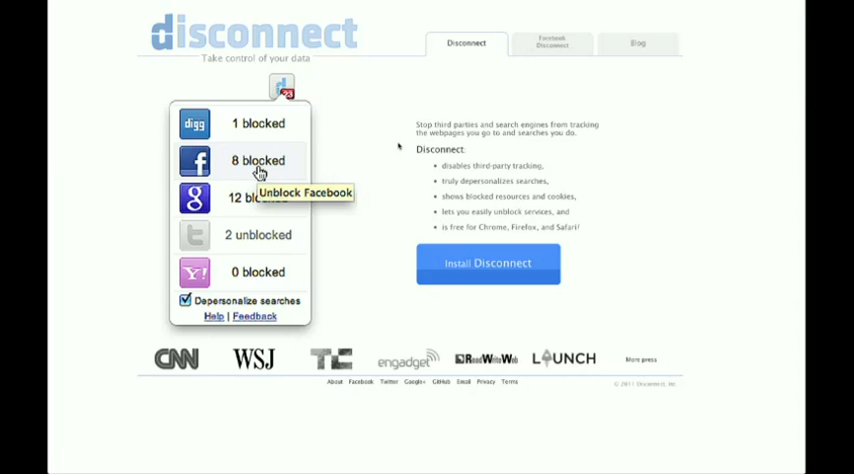 disconnect
Take control of your data
Disconnect
Facebook
Disconnect
Blog
d
23
digg
1 blocked
f
8 blocked
Unblock Facebook
g
12 blo
t
2 unblocked
Y!
0 blocked
Depersonalize searches
Help | Feedback
Stop third parties and search engines from tracking
the webpages you go to and searches you do.
Disconnect:
• disables third-party tracking,
• truly depersonalizes searches,
• shows blocked resources and cookies,
• lets you easily unblock services, and
• is free for Chrome, Firefox, and Safari!
Install Disconnect
CNN WSJ TC engadget ReadWriteWeb LAUNCH More press
About Facebook Twitter Google+ GitHub Email Privacy Terms © 2011 Disconnect, Inc.